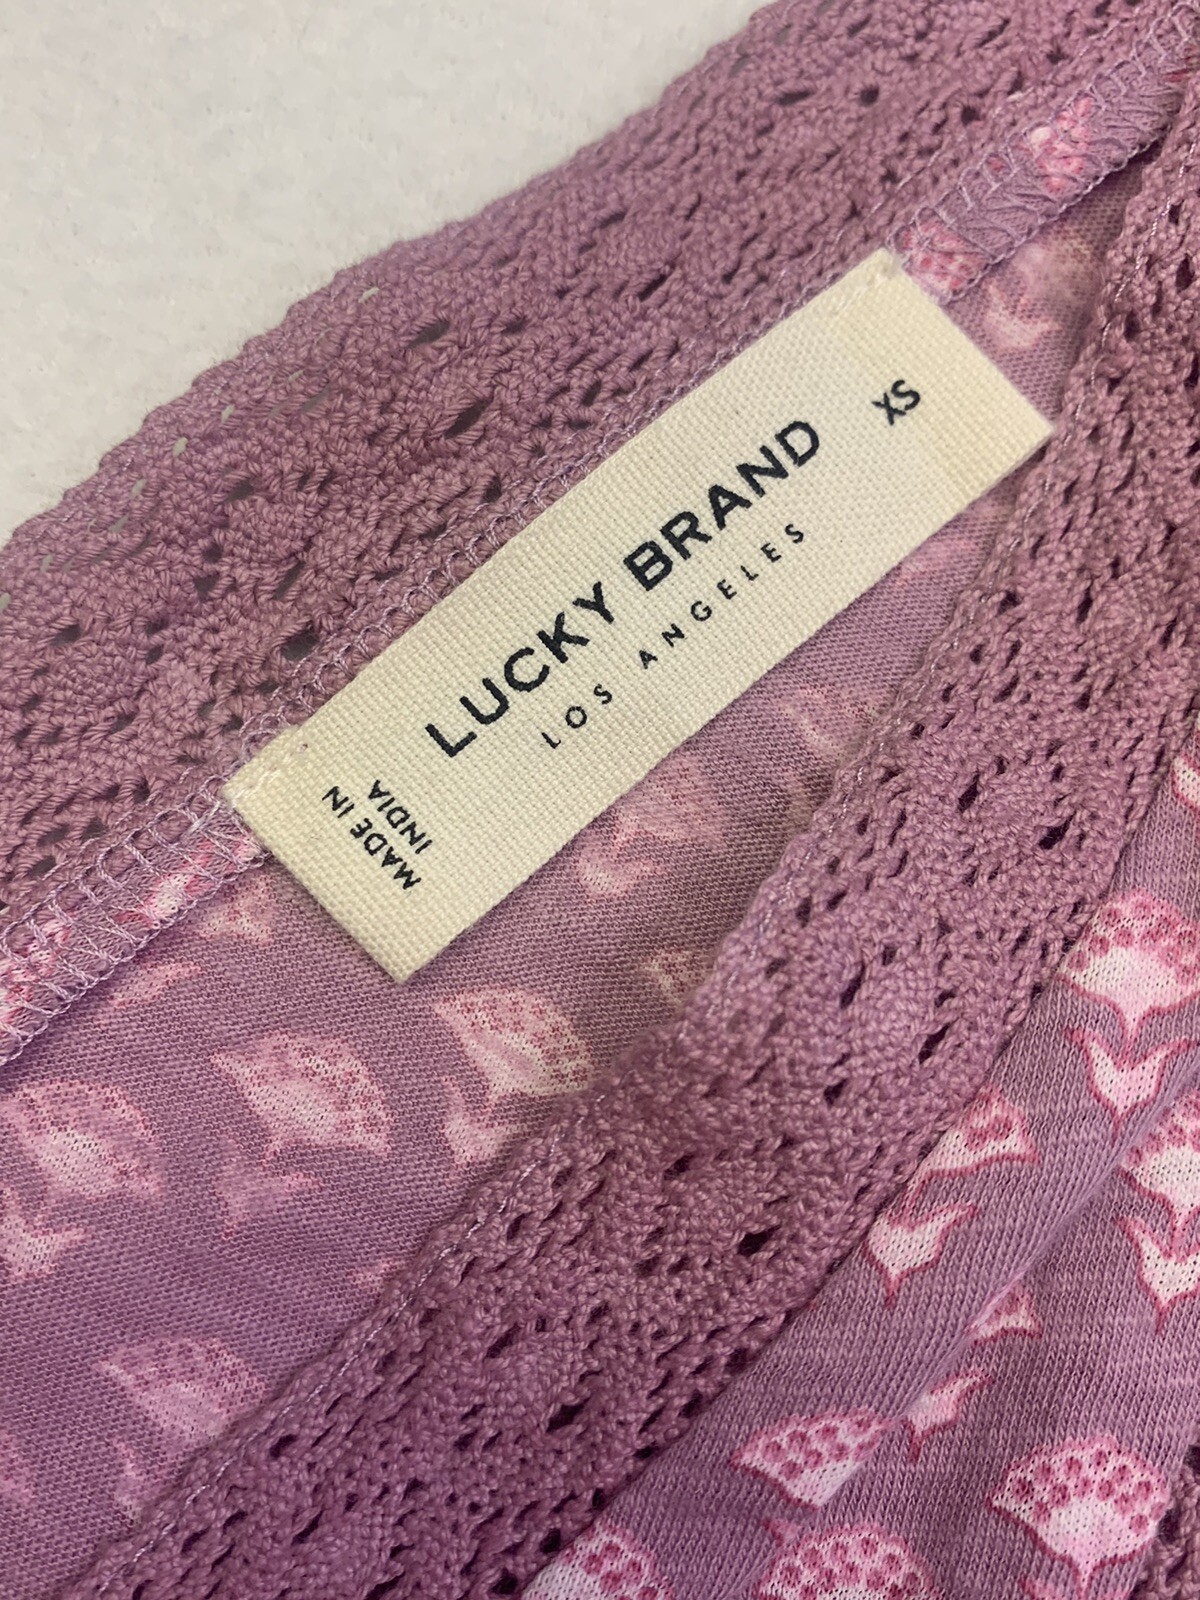 LUCKY BRAND
LOS ANGELES
XS
MADE IN
INDIA